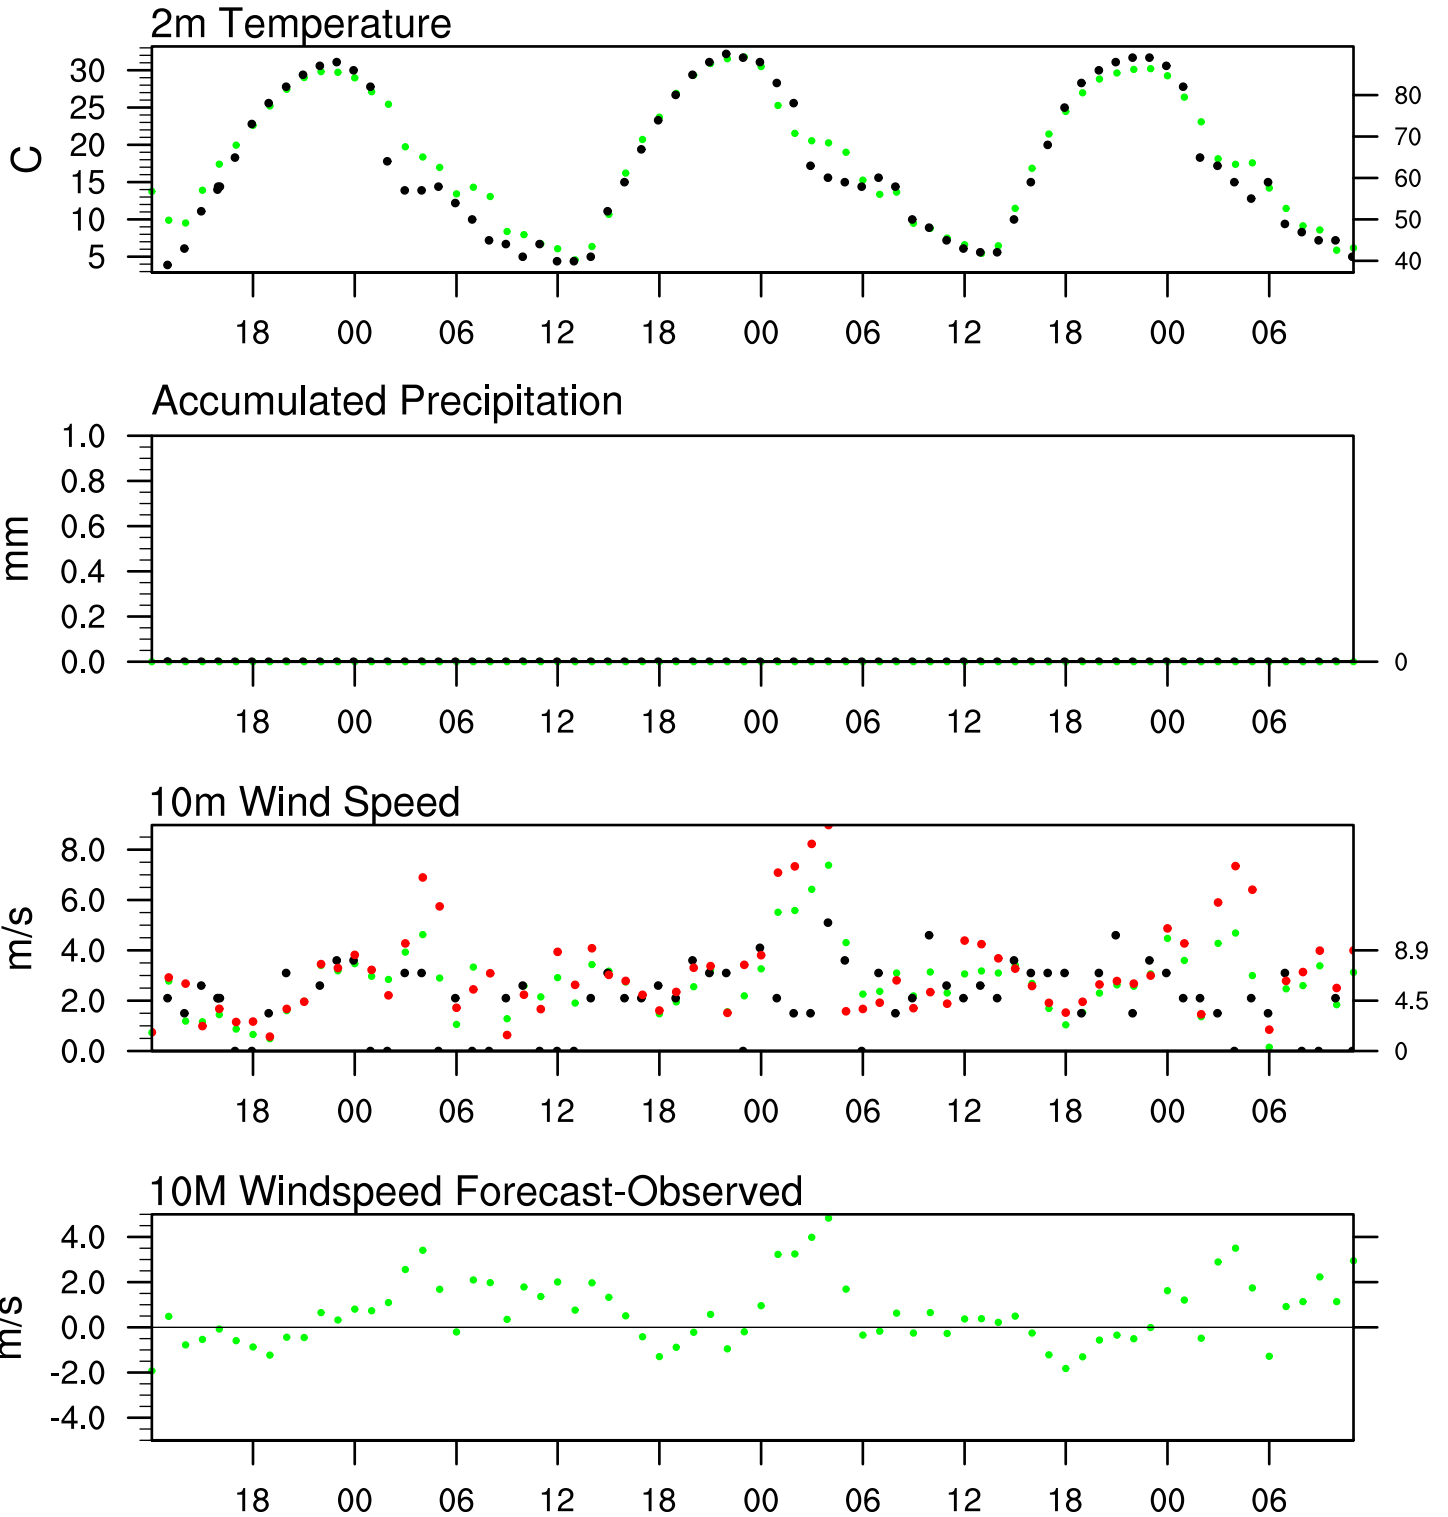 2m Temperature
30
25
20
15
10
5
C
80
70
60
50
40
18 00 06 12 18 00 06 12 18 00 06
Accumulated Precipitation
1.0
0.8
0.6
0.4
0.2
0.0
mm
0
18 00 06 12 18 00 06 12 18 00 06
10m Wind Speed
8.0
6.0
4.0
2.0
0.0
m/s
8.9
4.5
0
18 00 06 12 18 00 06 12 18 00 06
10M Windspeed Forecast-Observed
4.0
2.0
0.0
-2.0
-4.0
m/s
18 00 06 12 18 00 06 12 18 00 06